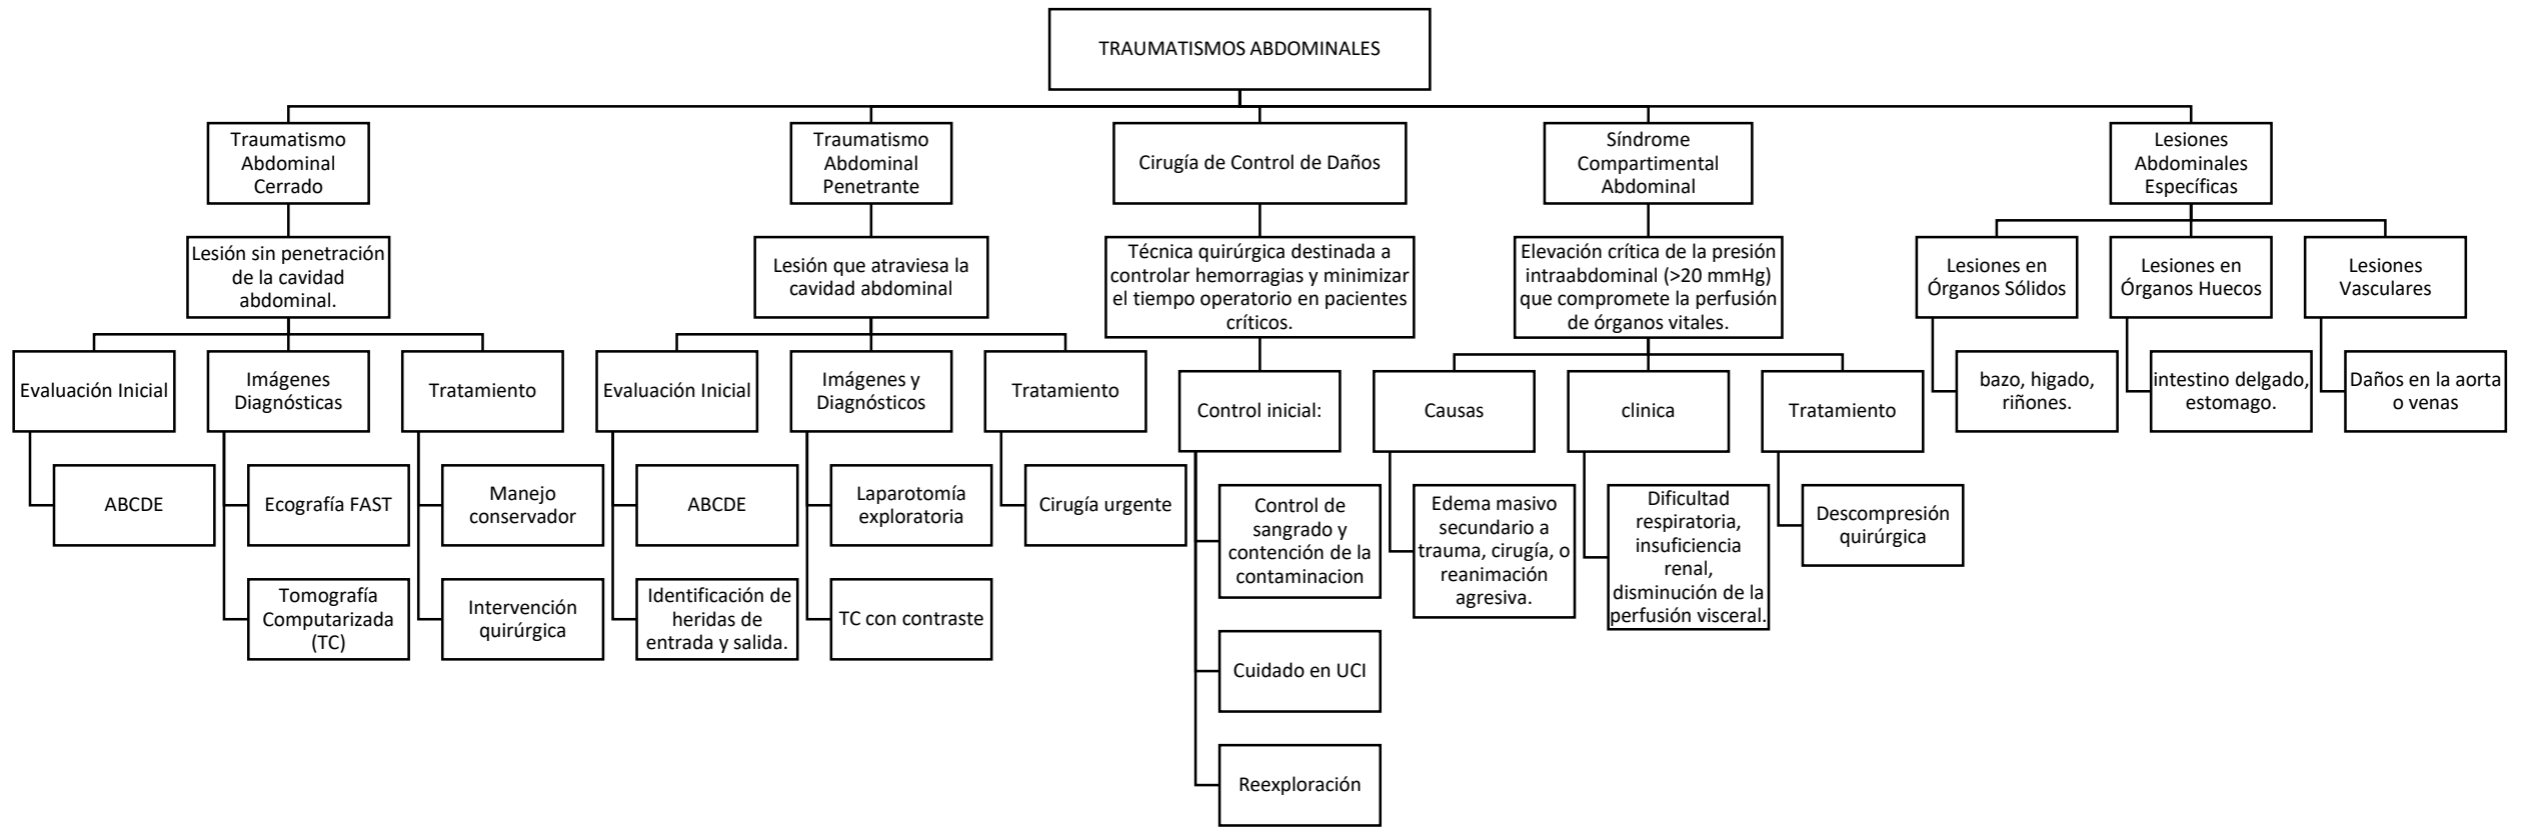 TRAUMATISMOS ABDOMINALES
Traumatismo
Abdominal
Cerrado
Lesión sin penetración
de la cavidad
abdominal.
Evaluación Inicial
ABCDE
Imágenes
Diagnósticas
Ecografía FAST
Tomografía
Computarizada
(TC)
Tratamiento
Manejo
conservador
Intervención
quirúrgica
Traumatismo
Abdominal
Penetrante
Lesión que atraviesa la
cavidad abdominal
Evaluación Inicial
ABCDE
Identificación de
heridas de
entrada y salida.
Imágenes y
Diagnósticos
Laparotomía
exploratoria
TC con contraste
Tratamiento
Cirugía urgente
Cirugía de Control de Daños
Técnica quirúrgica destinada a
controlar hemorragias y minimizar
el tiempo operatorio en pacientes
críticos.
Control inicial:
Control de
sangrado y
contención de la
contaminacion
Cuidado en UCI
Reexploración
Síndrome
Compartimental
Abdominal
Elevación crítica de la presión
intraabdominal (>20 mmHg)
que compromete la perfusión
de órganos vitales.
Causas
Edema masivo
secundario a
trauma, cirugía, o
reanimación
agresiva.
clinica
Dificultad
respiratoria,
insuficiencia
renal,
disminución de la
perfusión visceral.
Tratamiento
Descompresión
quirúrgica
Lesiones
Abdominales
Específicas
Lesiones en
Órganos Sólidos
bazo, higado,
riñones.
Lesiones en
Órganos Huecos
intestino delgado,
estomago.
Lesiones
Vasculares
Daños en la aorta
o venas